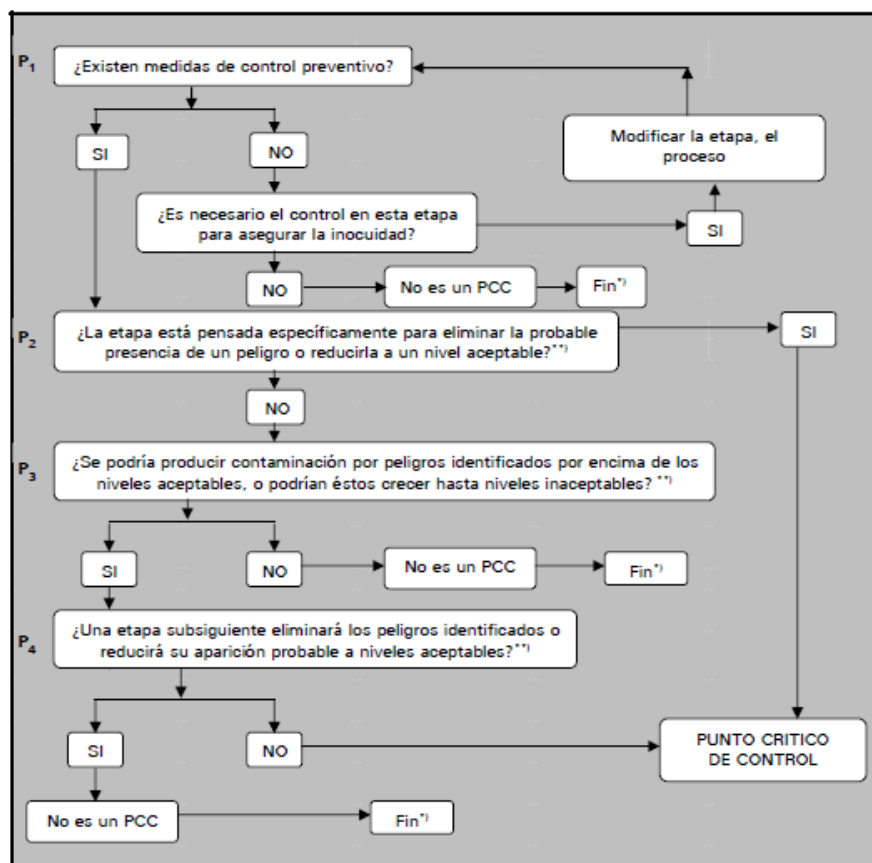 P1
¿Existen medidas de control preventivo?
SI
NO
Modificar la etapa, el
proceso
¿Es necesario el control en esta etapa
para asegurar la inocuidad?
SI
NO
No es un PCC
Fin*)
P2
¿La etapa está pensada específicamente para eliminar la probable
presencia de un peligro o reducirla a un nivel aceptable?**)
SI
NO
P3
¿Se podría producir contaminación por peligros identificados por encima de los
niveles aceptables, o podrían éstos crecer hasta niveles inaceptables? **)
SI
NO
No es un PCC
Fin*)
P4
¿Una etapa subsiguiente eliminará los peligros identificados o
reducirá su aparición probable a niveles aceptables?**)
SI
NO
PUNTO CRITICO
DE CONTROL
No es un PCC
Fin*)